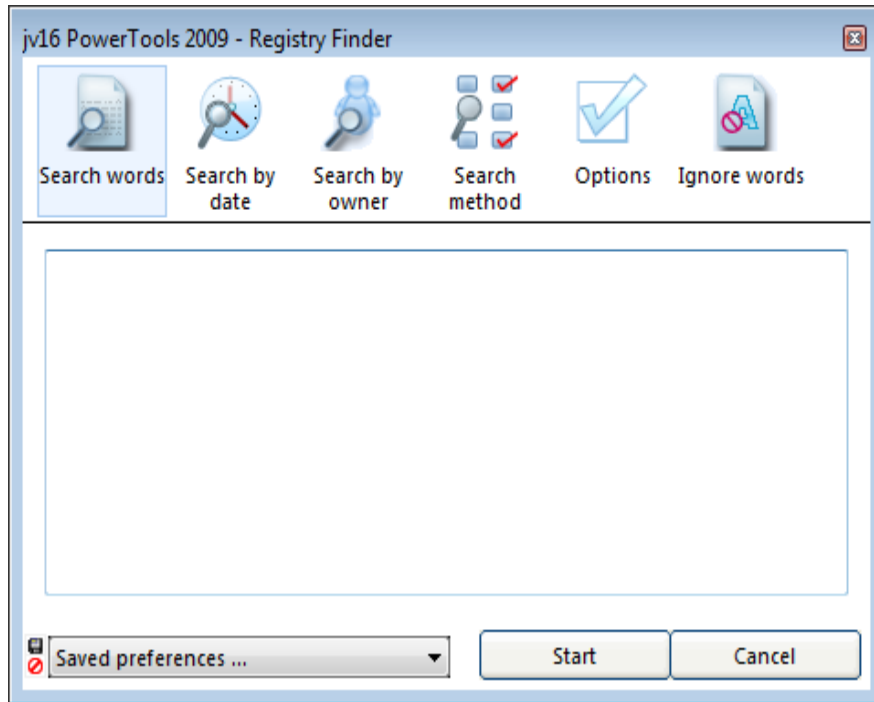 jv16 PowerTools 2009 - Registry Finder
Search words
Search by
date
Search by
owner
Search
method
Options
Ignore words
Saved preferences ...
Start
Cancel